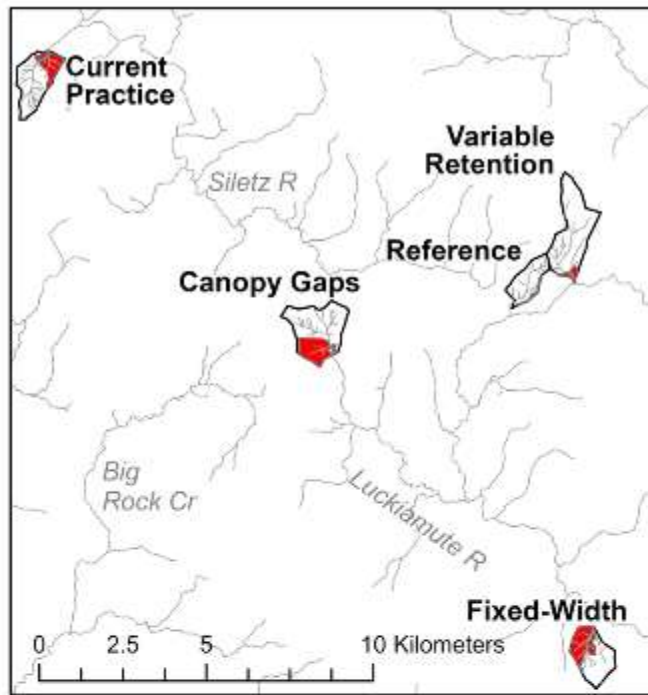 Current
Practice
Variable
Retention
Siletz R
Reference
Canopy Gaps
Big
Rock Cr
Luckiamute R
Fixed-Width
0 2.5 5 10 Kilometers